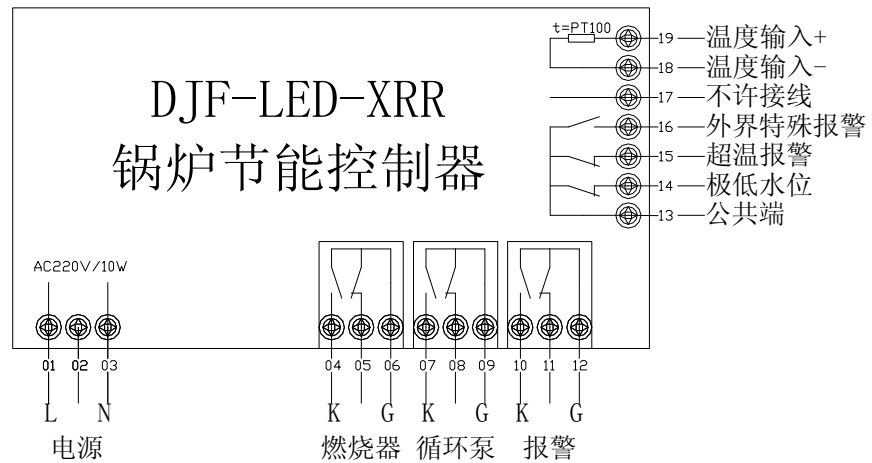 t=PT100
19 温度输入+
18 温度输入-
17 不许接线
16 外界特殊报警
15 超温报警
14 极低水位
13 公共端
DJF-LED-XRR
锅炉节能控制器
AC220V/10W
01 02 03 04 05 06 07 08 09 10 11 12
L N K G K G K G
电源 燃烧器 循环泵 报警